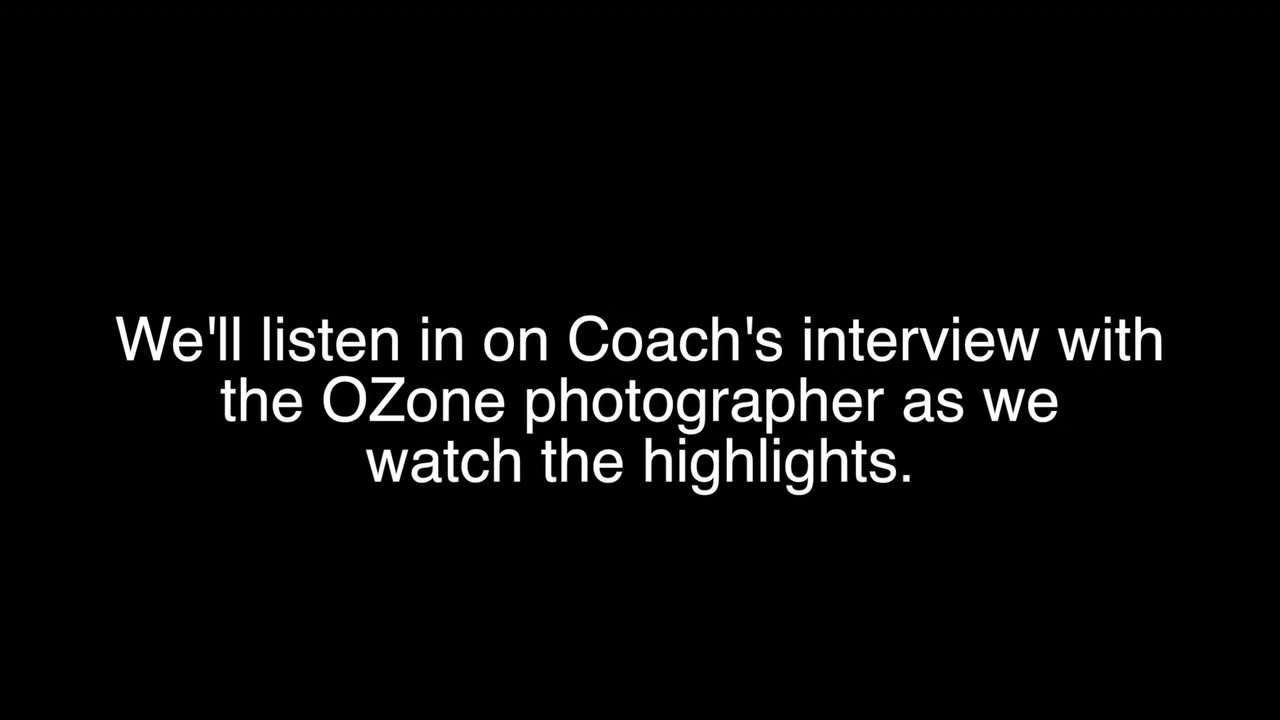 We'll listen in on Coach's interview with
the OZone photographer as we
watch the highlights.